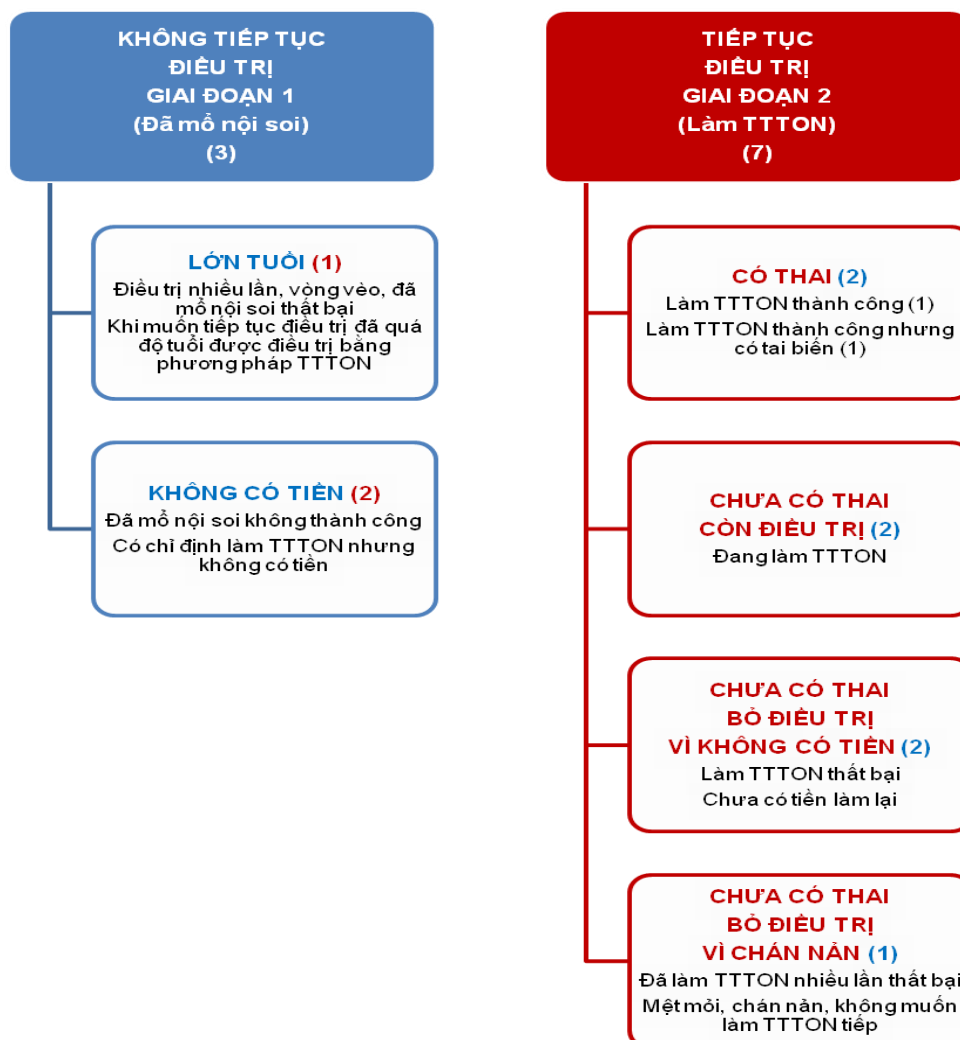 KHÔNG TIẾP TỤC
ĐIỀU TRỊ
GIAI ĐOẠN 1
(Đã mổ nội soi)
(3)
LỚN TUỔI (1)
Điều trị nhiều lần, vòng vèo, đã
mổ nội soi thất bại
Khi muốn tiếp tục điều trị đã quá
độ tuổi được điều trị bằng
phương pháp TTTON
KHÔNG CÓ TIỀN (2)
Đã mổ nội soi không thành công
Có chỉ định làm TTTON nhưng
không có tiền
TIẾP TỤC
ĐIỀU TRỊ
GIAI ĐOẠN 2
(Làm TTTON)
(7)
CÓ THAI (2)
Làm TTTON thành công (1)
Làm TTTON thành công nhưng
có tai biến (1)
CHƯA CÓ THAI
CÒN ĐIỀU TRỊ (2)
Đang làm TTTON
CHƯA CÓ THAI
BỎ ĐIỀU TRỊ
VÌ KHÔNG CÓ TIỀN (2)
Làm TTTON thất bại
Chưa có tiền làm lại
CHƯA CÓ THAI
BỎ ĐIỀU TRỊ
VÌ CHÁN NẢN (1)
Đã làm TTTON nhiều lần thất bại
Mệt mỏi, chán nản, không muốn
làm TTTON tiếp